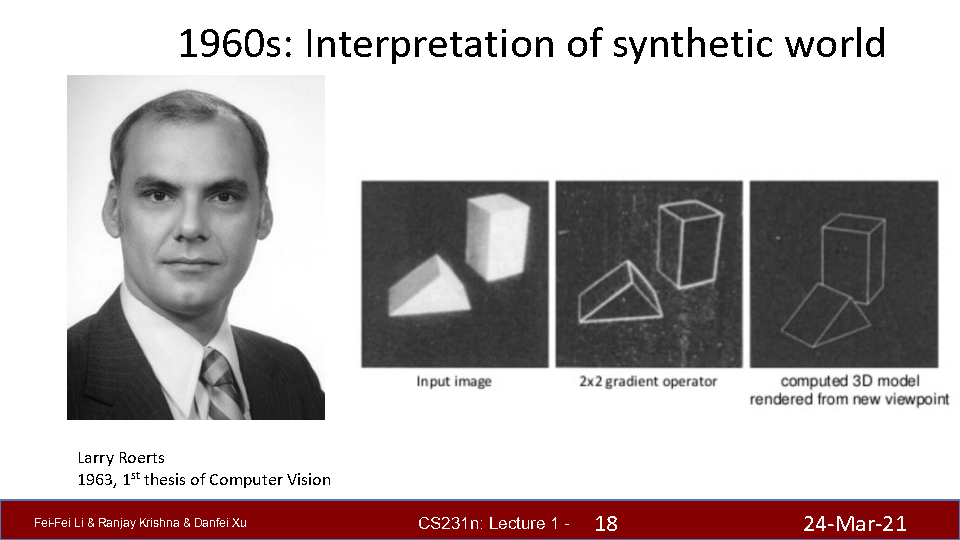 1960s: Interpretation of synthetic world
Input image
2x2 gradient operator
computed 3D model
rendered from new viewpoint
Larry Roerts
1963, 1st thesis of Computer Vision
Fei-Fei Li & Ranjay Krishna & Danfei Xu
CS231n: Lecture 1 - 18
24-Mar-21